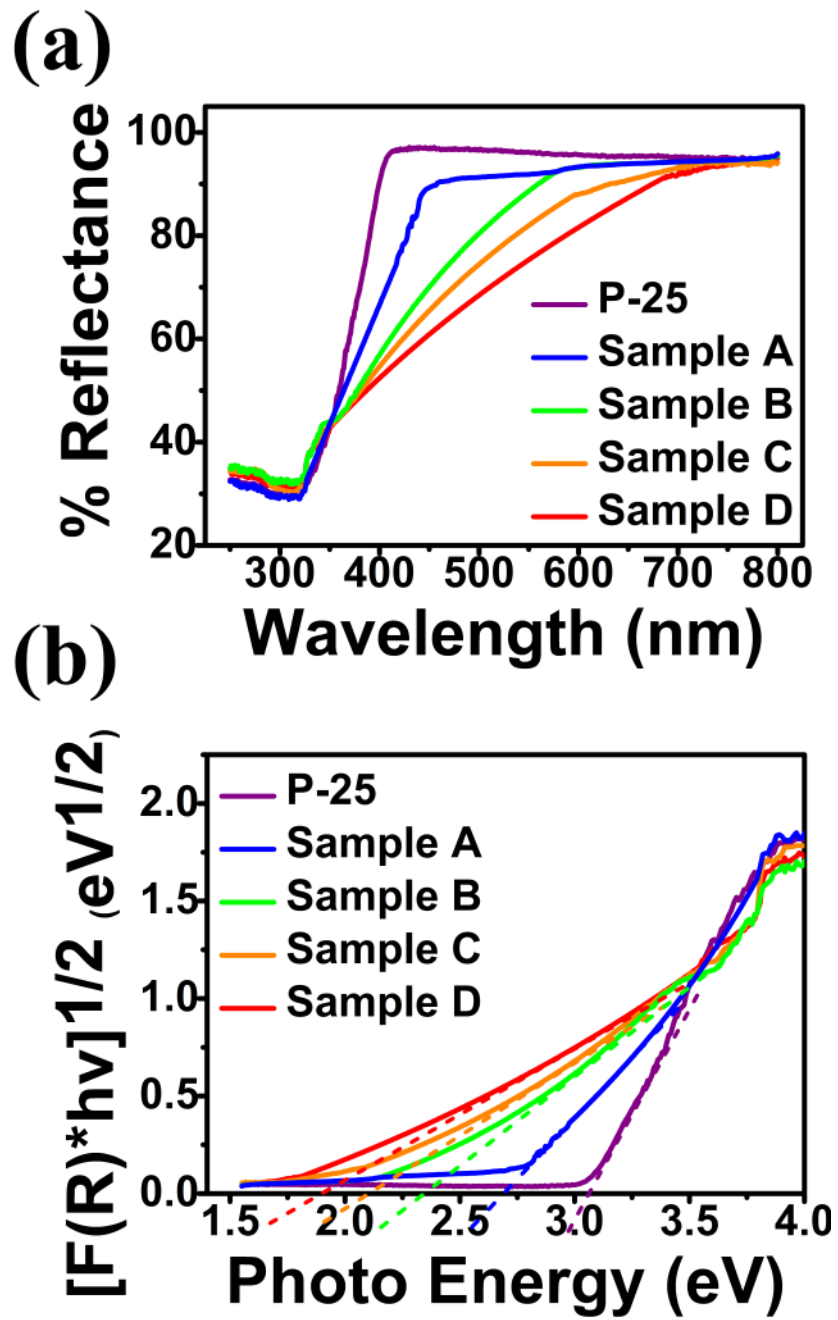 (a)
% Reflectance
100
80
60
40
20
P-25
Sample A
Sample B
Sample C
Sample D
300 400 500 600 700 800
Wavelength (nm)
(b)
[F(R)*hv]1/2 (eV1/2)
2.0
1.5
1.0
0.5
0.0
P-25
Sample A
Sample B
Sample C
Sample D
1.5 2.0 2.5 3.0 3.5 4.0
Photo Energy (eV)